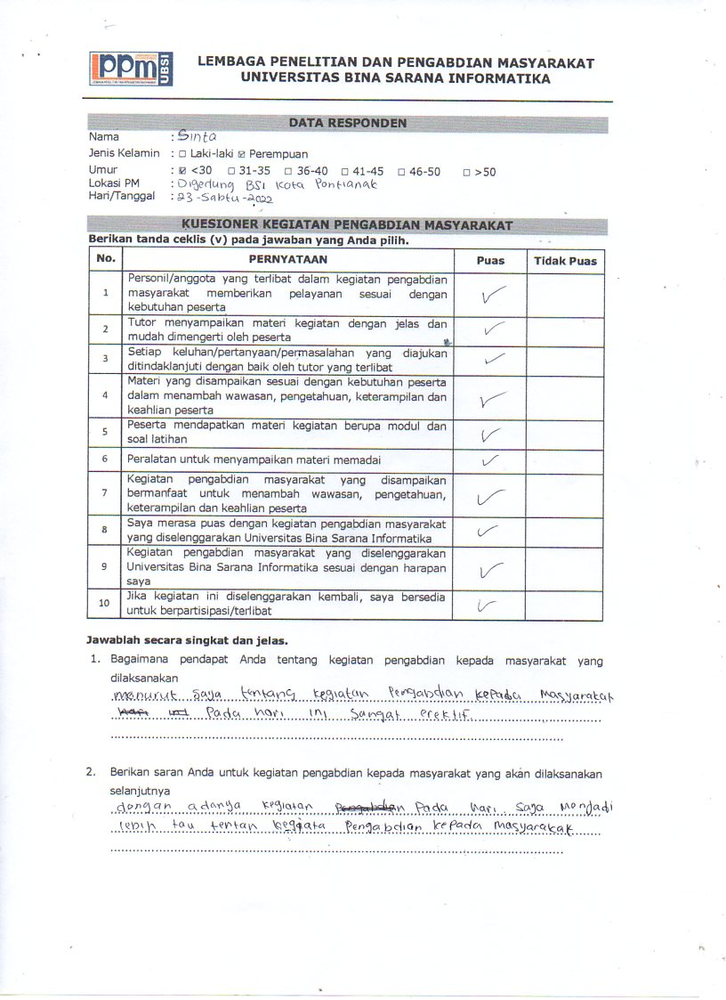 lppm UBSI
LEMBAGA PENELITIAN DAN PENGABDIAN MASYARAKAT
UNIVERSITAS BINA SARANA INFORMATIKA
DATA RESPONDEN
Nama : Sinta
Jenis Kelamin : ☐ Laki-laki ☑ Perempuan
Umur : ☑ <30 ☐ 31-35 ☐ 36-40 ☐ 41-45 ☐ 46-50 ☐ >50
Lokasi PM : Digedung BSI Kota Pontianak
Hari/Tanggal : 23-Sabtu-2022
KUESIONER KEGIATAN PENGABDIAN MASYARAKAT
Berikan tanda ceklis (v) pada jawaban yang Anda pilih.
No. PERNYATAAN Puas Tidak Puas
1 Personil/anggota yang terlibat dalam kegiatan pengabdian
masyarakat memberikan pelayanan sesuai dengan
kebutuhan peserta ✓
2 Tutor menyampaikan materi kegiatan dengan jelas dan
mudah dimengerti oleh peserta ✓
3 Setiap keluhan/pertanyaan/permasalahan yang diajukan
ditindaklanjuti dengan baik oleh tutor yang terlibat ✓
4 Materi yang disampaikan sesuai dengan kebutuhan peserta
dalam menambah wawasan, pengetahuan, keterampilan dan
keahlian peserta ✓
5 Peserta mendapatkan materi kegiatan berupa modul dan
soal latihan ✓
6 Peralatan untuk menyampaikan materi memadai ✓
7 Kegiatan pengabdian masyarakat yang disampaikan
bermanfaat untuk menambah wawasan, pengetahuan,
keterampilan dan keahlian peserta ✓
8 Saya merasa puas dengan kegiatan pengabdian masyarakat
yang diselenggarakan Universitas Bina Sarana Informatika ✓
9 Kegiatan pengabdian masyarakat yang diselenggarakan
Universitas Bina Sarana Informatika sesuai dengan harapan
saya ✓
10 Jika kegiatan ini diselenggarakan kembali, saya bersedia
untuk berpartisipasi/terlibat ✓
Jawablah secara singkat dan jelas.
1. Bagaimana pendapat Anda tentang kegiatan pengabdian kepada masyarakat yang
dilaksanakan
menurut saya tentang kegiatan Pengabdian kepada Masyarakat
Pada hari ini Sangat erektif
2. Berikan saran Anda untuk kegiatan pengabdian kepada masyarakat yang akan dilaksanakan
selanjutnya
dengan adanya kegiatan Pada hari saya Menjadi
lebih tau tentan keggiata Pengabdian kepada Masyarakak